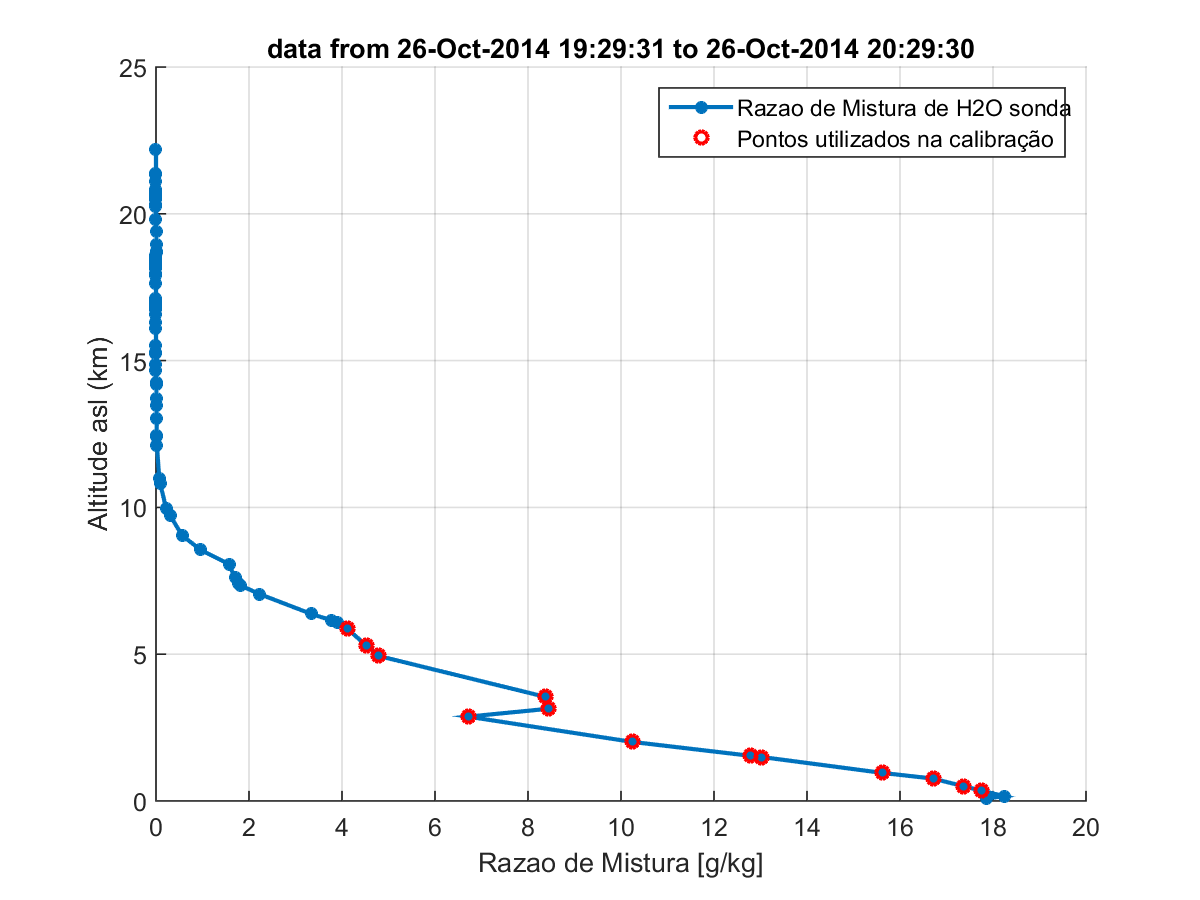 data from 26-Oct-2014 19:29:31 to 26-Oct-2014 20:29:30
Razao de Mistura de H2O sonda
Pontos utilizados na calibração
25
20
15
10
5
0
Altitude asl (km)
0 2 4 6 8 10 12 14 16 18 20
Razao de Mistura [g/kg]